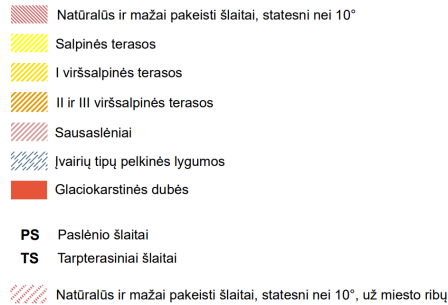 Natūralūs ir mažai pakeisti šlaitai, statesni nei 10°
Salpinės terasos
I viršsalpinės terasos
II ir III viršsalpinės terasos
Sausaslėniai
Įvairių tipų pelkinės lygumos
Glaciokarstinės dubės
PS Paslėnio šlaitai
TS Tarpterasiniai šlaitai
Natūralūs ir mažai pakeisti šlaitai, statesni nei 10°, už miesto ribų